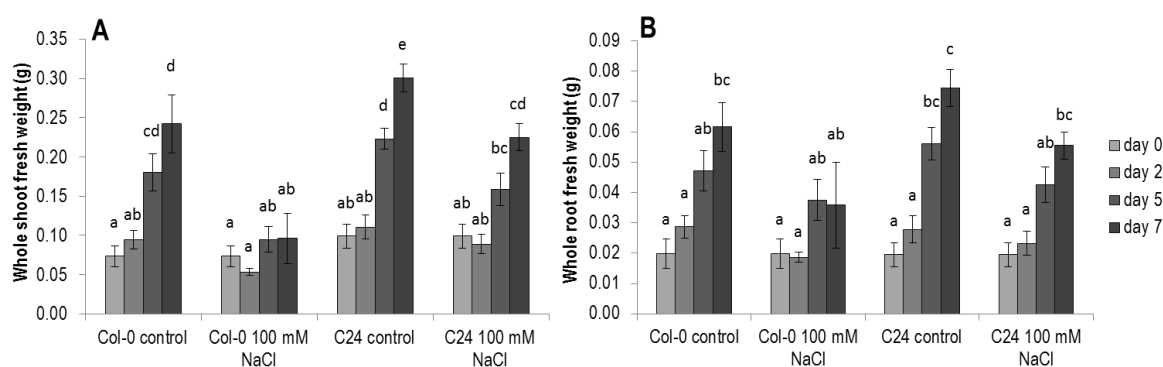 A
Whole shoot fresh weight (g)
0.35
0.30
0.25
0.20
0.15
0.10
0.05
0.00
a
ab
cd
d
a
a
ab
ab
ab
ab
d
e
ab
ab
bc
cd
Col-0 control
Col-0 100 mM
NaCl
C24 control
C24 100 mM
NaCl
B
Whole root fresh weight (g)
0.09
0.08
0.07
0.06
0.05
0.04
0.03
0.02
0.01
0.00
a
a
ab
bc
a
a
ab
ab
a
a
bc
c
a
a
ab
bc
Col-0 control
Col-0 100 mM
NaCl
C24 control
C24 100 mM
NaCl
day 0
day 2
day 5
day 7